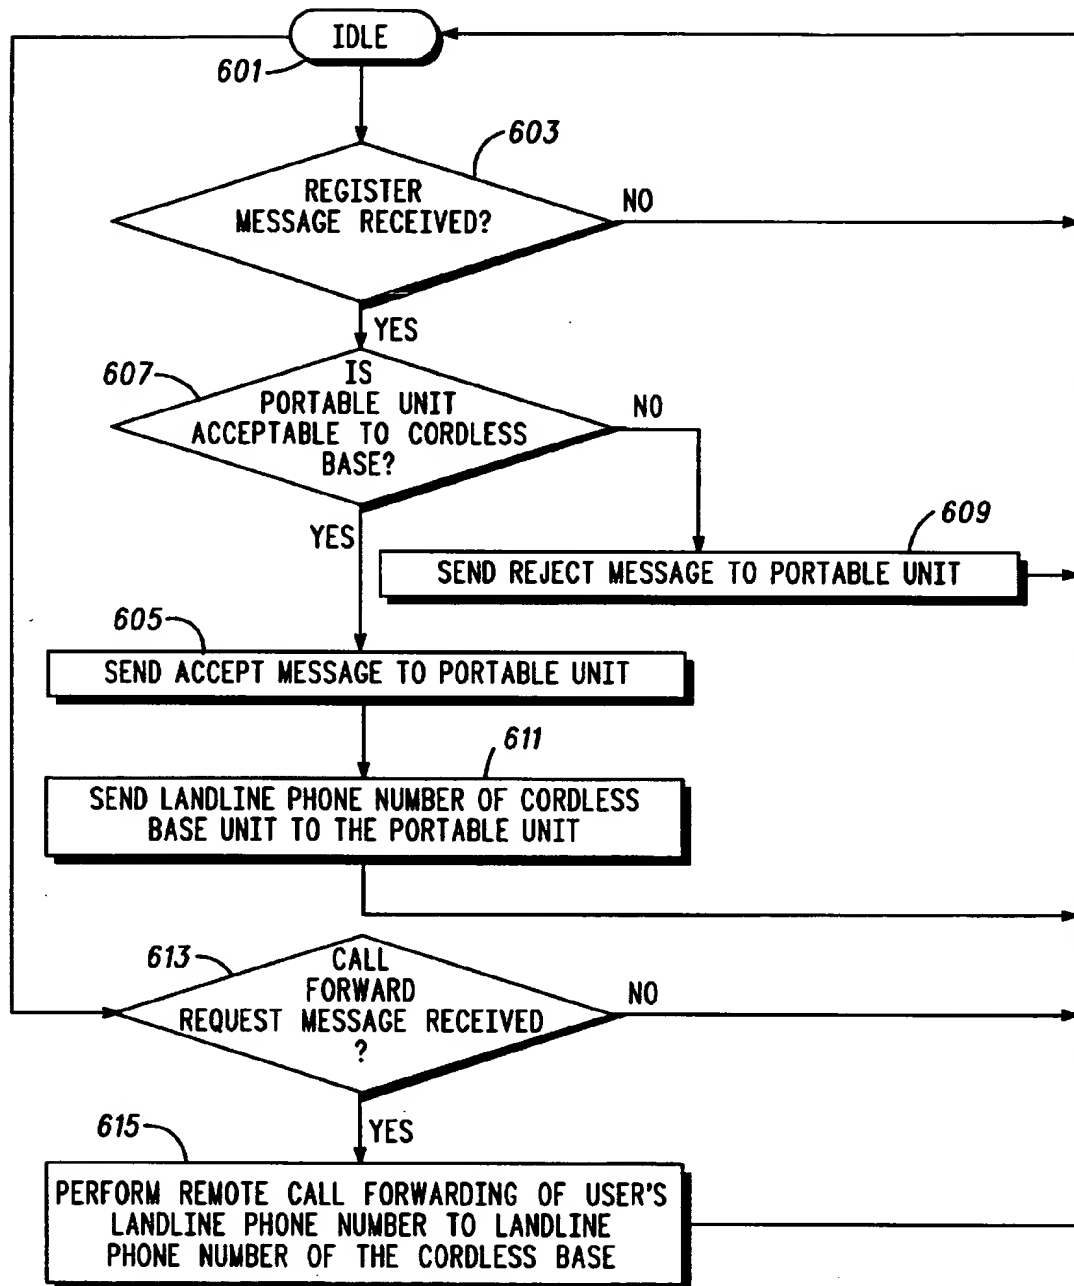 IDLE
601
603
REGISTER
MESSAGE RECEIVED?
NO
YES
607
IS
PORTABLE UNIT
ACCEPTABLE TO CORDLESS
BASE?
NO
YES
609
SEND REJECT MESSAGE TO PORTABLE UNIT
605
SEND ACCEPT MESSAGE TO PORTABLE UNIT
611
SEND LANDLINE PHONE NUMBER OF CORDLESS
BASE UNIT TO THE PORTABLE UNIT
613
CALL
FORWARD
REQUEST MESSAGE RECEIVED
?
NO
YES
615
PERFORM REMOTE CALL FORWARDING OF USER'S
LANDLINE PHONE NUMBER TO LANDLINE
PHONE NUMBER OF THE CORDLESS BASE